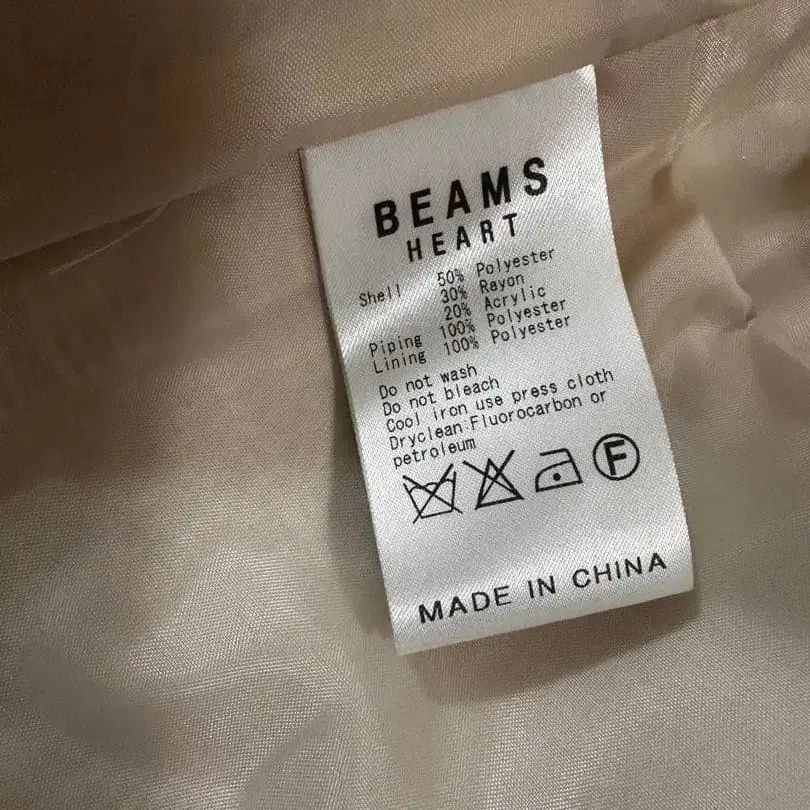 BEAMS
HEART
Shell 50% Polyester
30% Rayon
20% Acrylic
Piping 100% Polyester
Lining 100% Polyester
Do not wash
Do not bleach
Cool iron use press cloth
Dryclean:Fluorocarbon or
petroleum
F
MADE IN CHINA